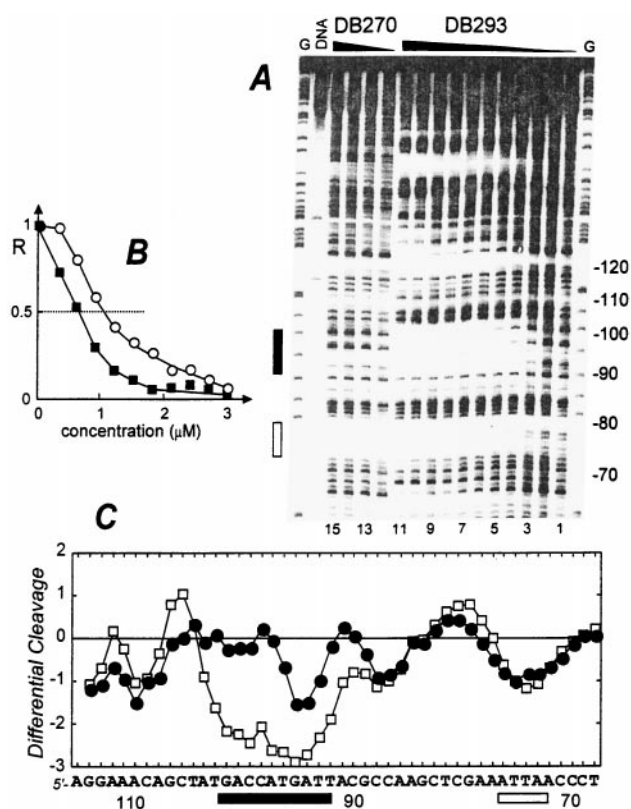 DB270 DB293
G DNA G
A
-120
-110
-100
-90
-80
-70
15 13 11 9 7 5 3 1
B
R
1
0.5
0
0 1 2 3
concentration (μM)
C
Differential Cleavage
2
1
0
-1
-2
-3
5'-AGGAAACAGCTATGACCATGATTACGCCAAGCTCGAAATTAACCCT
110 90 70